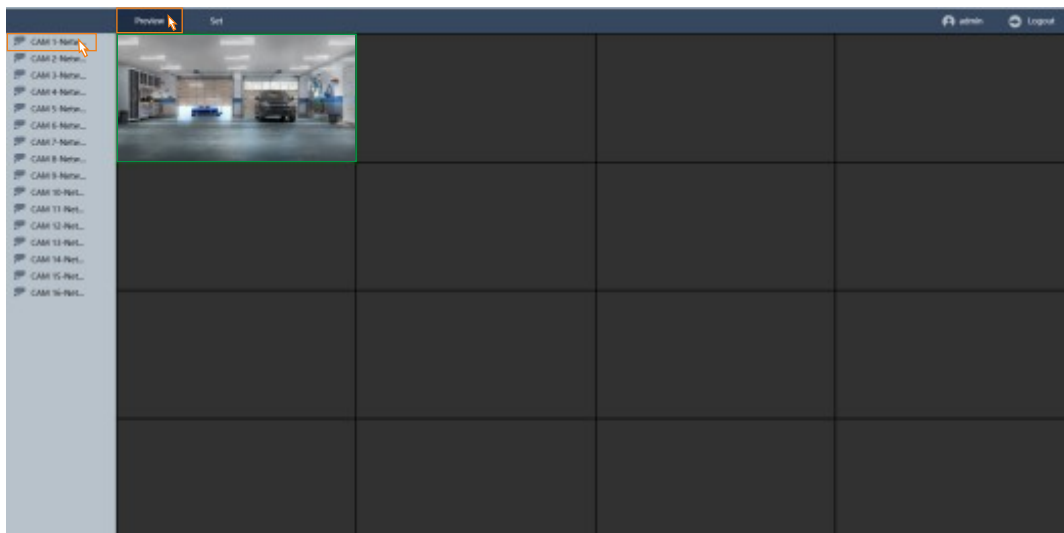 Preview Set admin Logout
CAM 1-Netw...
CAM 2-Netw...
CAM 3-Netw...
CAM 4-Netw...
CAM 5-Netw...
CAM 6-Netw...
CAM 7-Netw...
CAM 8-Netw...
CAM 9-Netw...
CAM 10-Net...
CAM 11-Net...
CAM 12-Net...
CAM 13-Net...
CAM 14-Net...
CAM 15-Net...
CAM 16-Net...